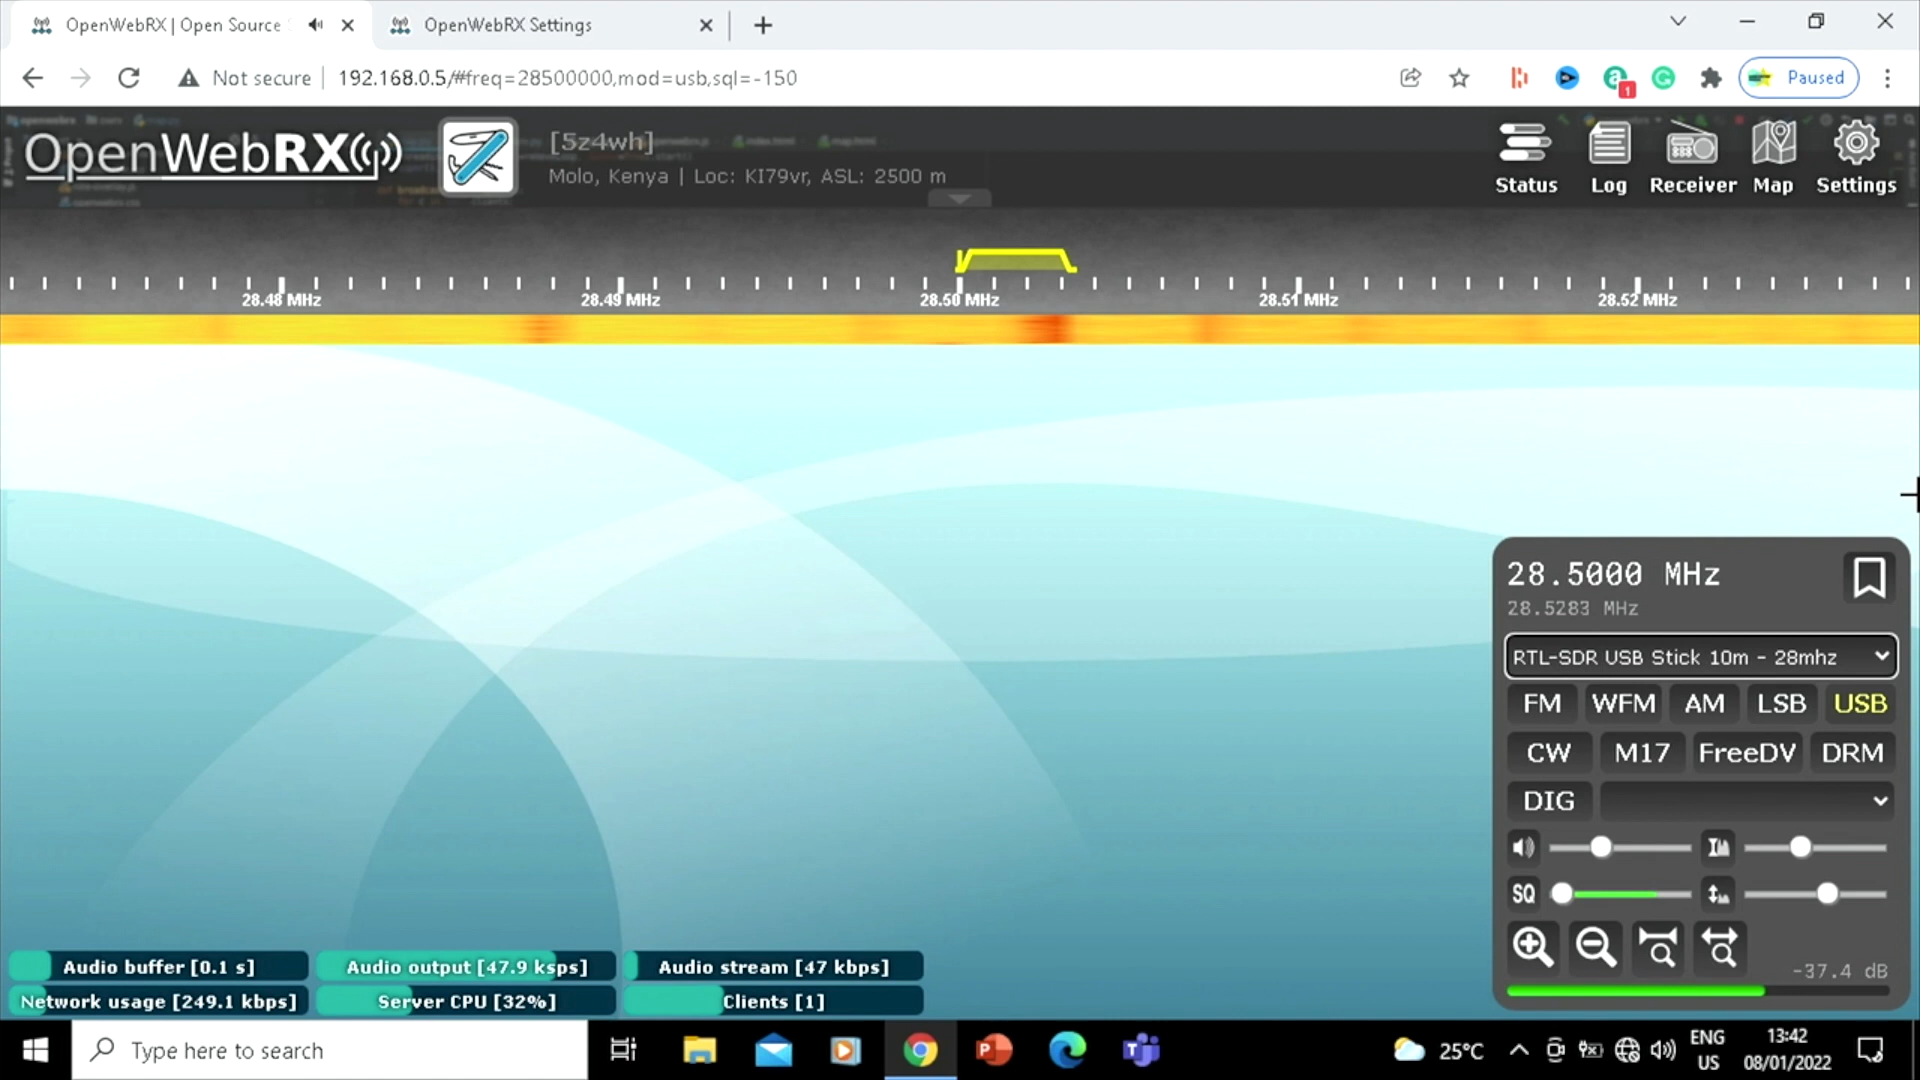 OpenWebRX | Open Source
OpenWebRX Settings
Not secure
192.168.0.5/#freq=28500000,mod=usb,sql=-150
1
Paused
OpenWebRX
[5z4wh]
Molo, Kenya | Loc: KI79vr, ASL: 2500 m
Status
Log
Receiver
Map
Settings
28.48 MHz
28.49 MHz
28.50 MHz
28.51 MHz
28.52 MHz
28.5000 MHz
28.5283 MHz
RTL-SDR USB Stick 10m - 28mhz
FM WFM AM LSB USB
CW M17 FreeDV DRM
DIG
SQ
-37.4 dB
Audio buffer [0.1 s]
Audio output [47.9 ksps]
Audio stream [47 kbps]
Network usage [249.1 kbps]
Server CPU [32%]
Clients [1]
Type here to search
25°C
ENG
US
13:42
08/01/2022